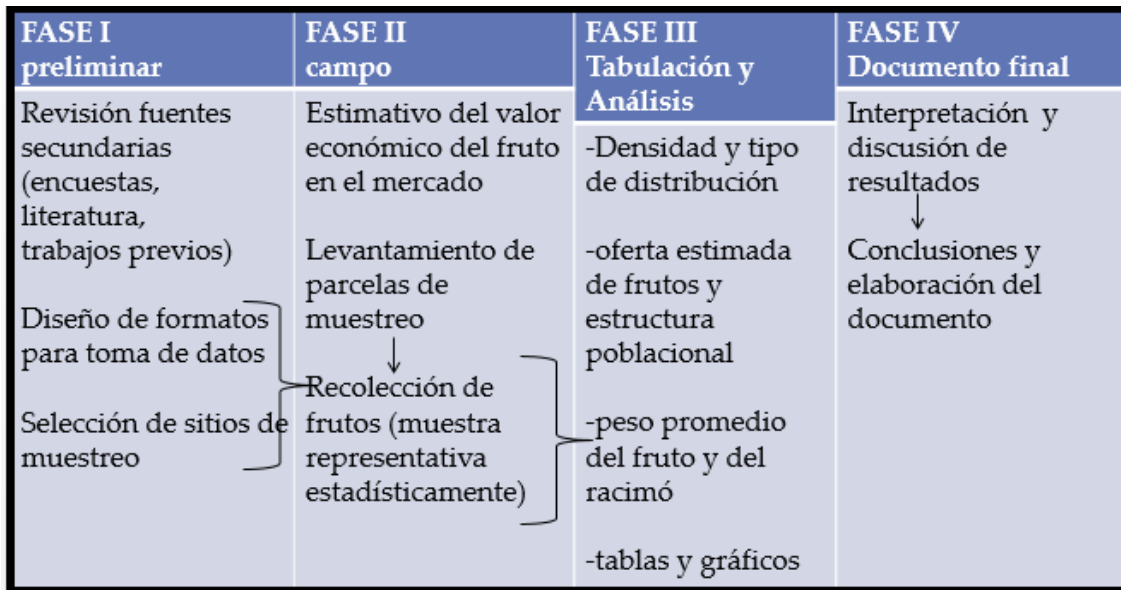 FASE I
preliminar
Revisión fuentes
secundarias
(encuestas,
literatura,
trabajos previos)
Diseño de formatos
para toma de datos
Selección de sitios de
muestreo
FASE II
campo
Estimativo del valor
económico del fruto
en el mercado
Levantamiento de
parcelas de
muestreo
Recolección de
frutos (muestra
representativa
estadísticamente)
FASE III
Tabulación y
Análisis
-Densidad y tipo
de distribución
-oferta estimada
de frutos y
estructura
poblacional
-peso promedio
del fruto y del
racimó
-tablas y gráficos
FASE IV
Documento final
Interpretación y
discusión de
resultados
Conclusiones y
elaboración del
documento